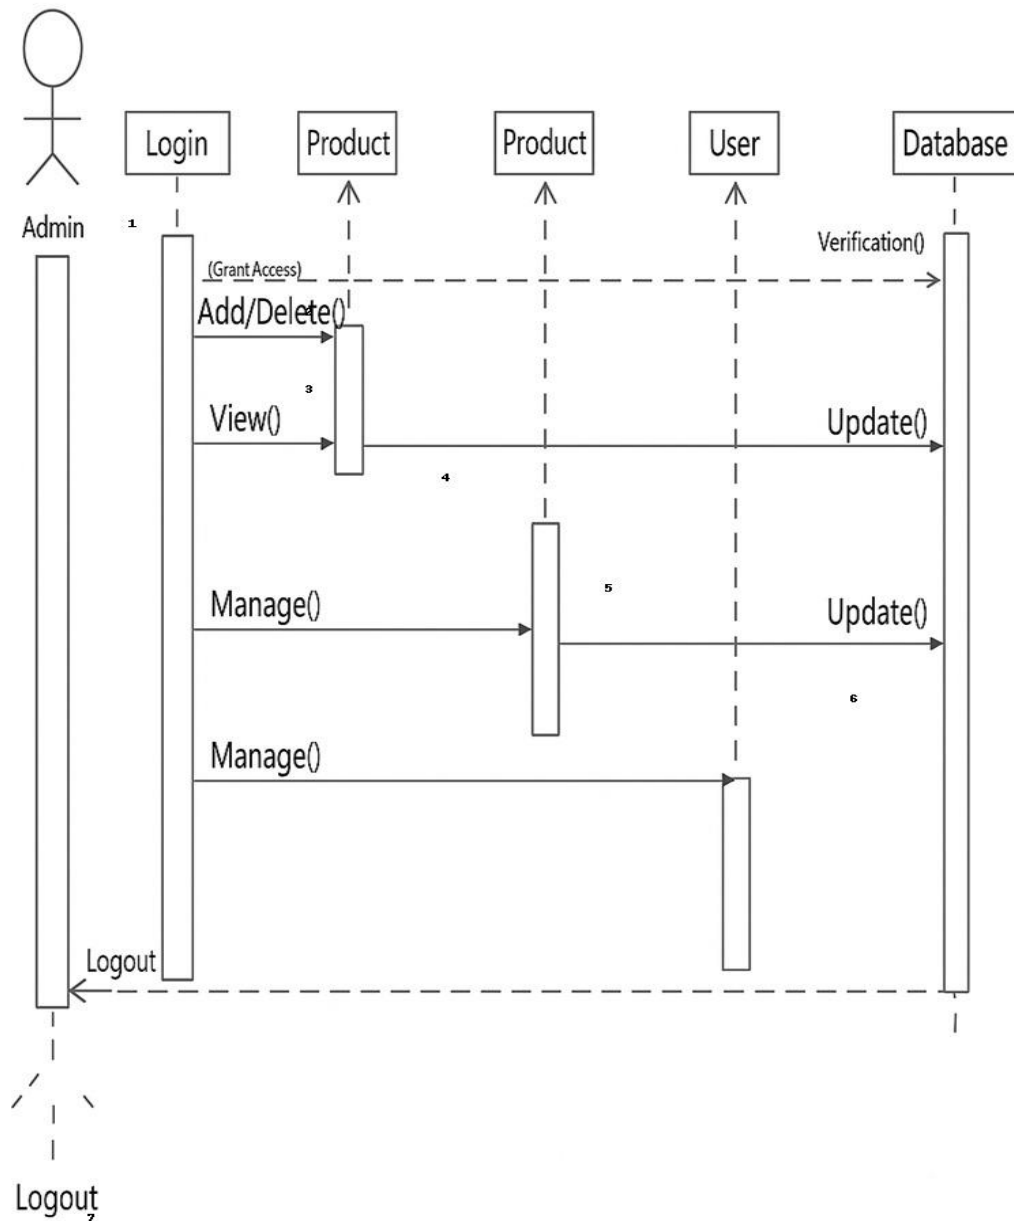 Login
Product
Product
User
Database
Admin
1
Verification()
(Grant Access)
Add/Delete()
3
View()
Update()
4
5
Manage()
Update()
6
Manage()
Logout
Logout
7